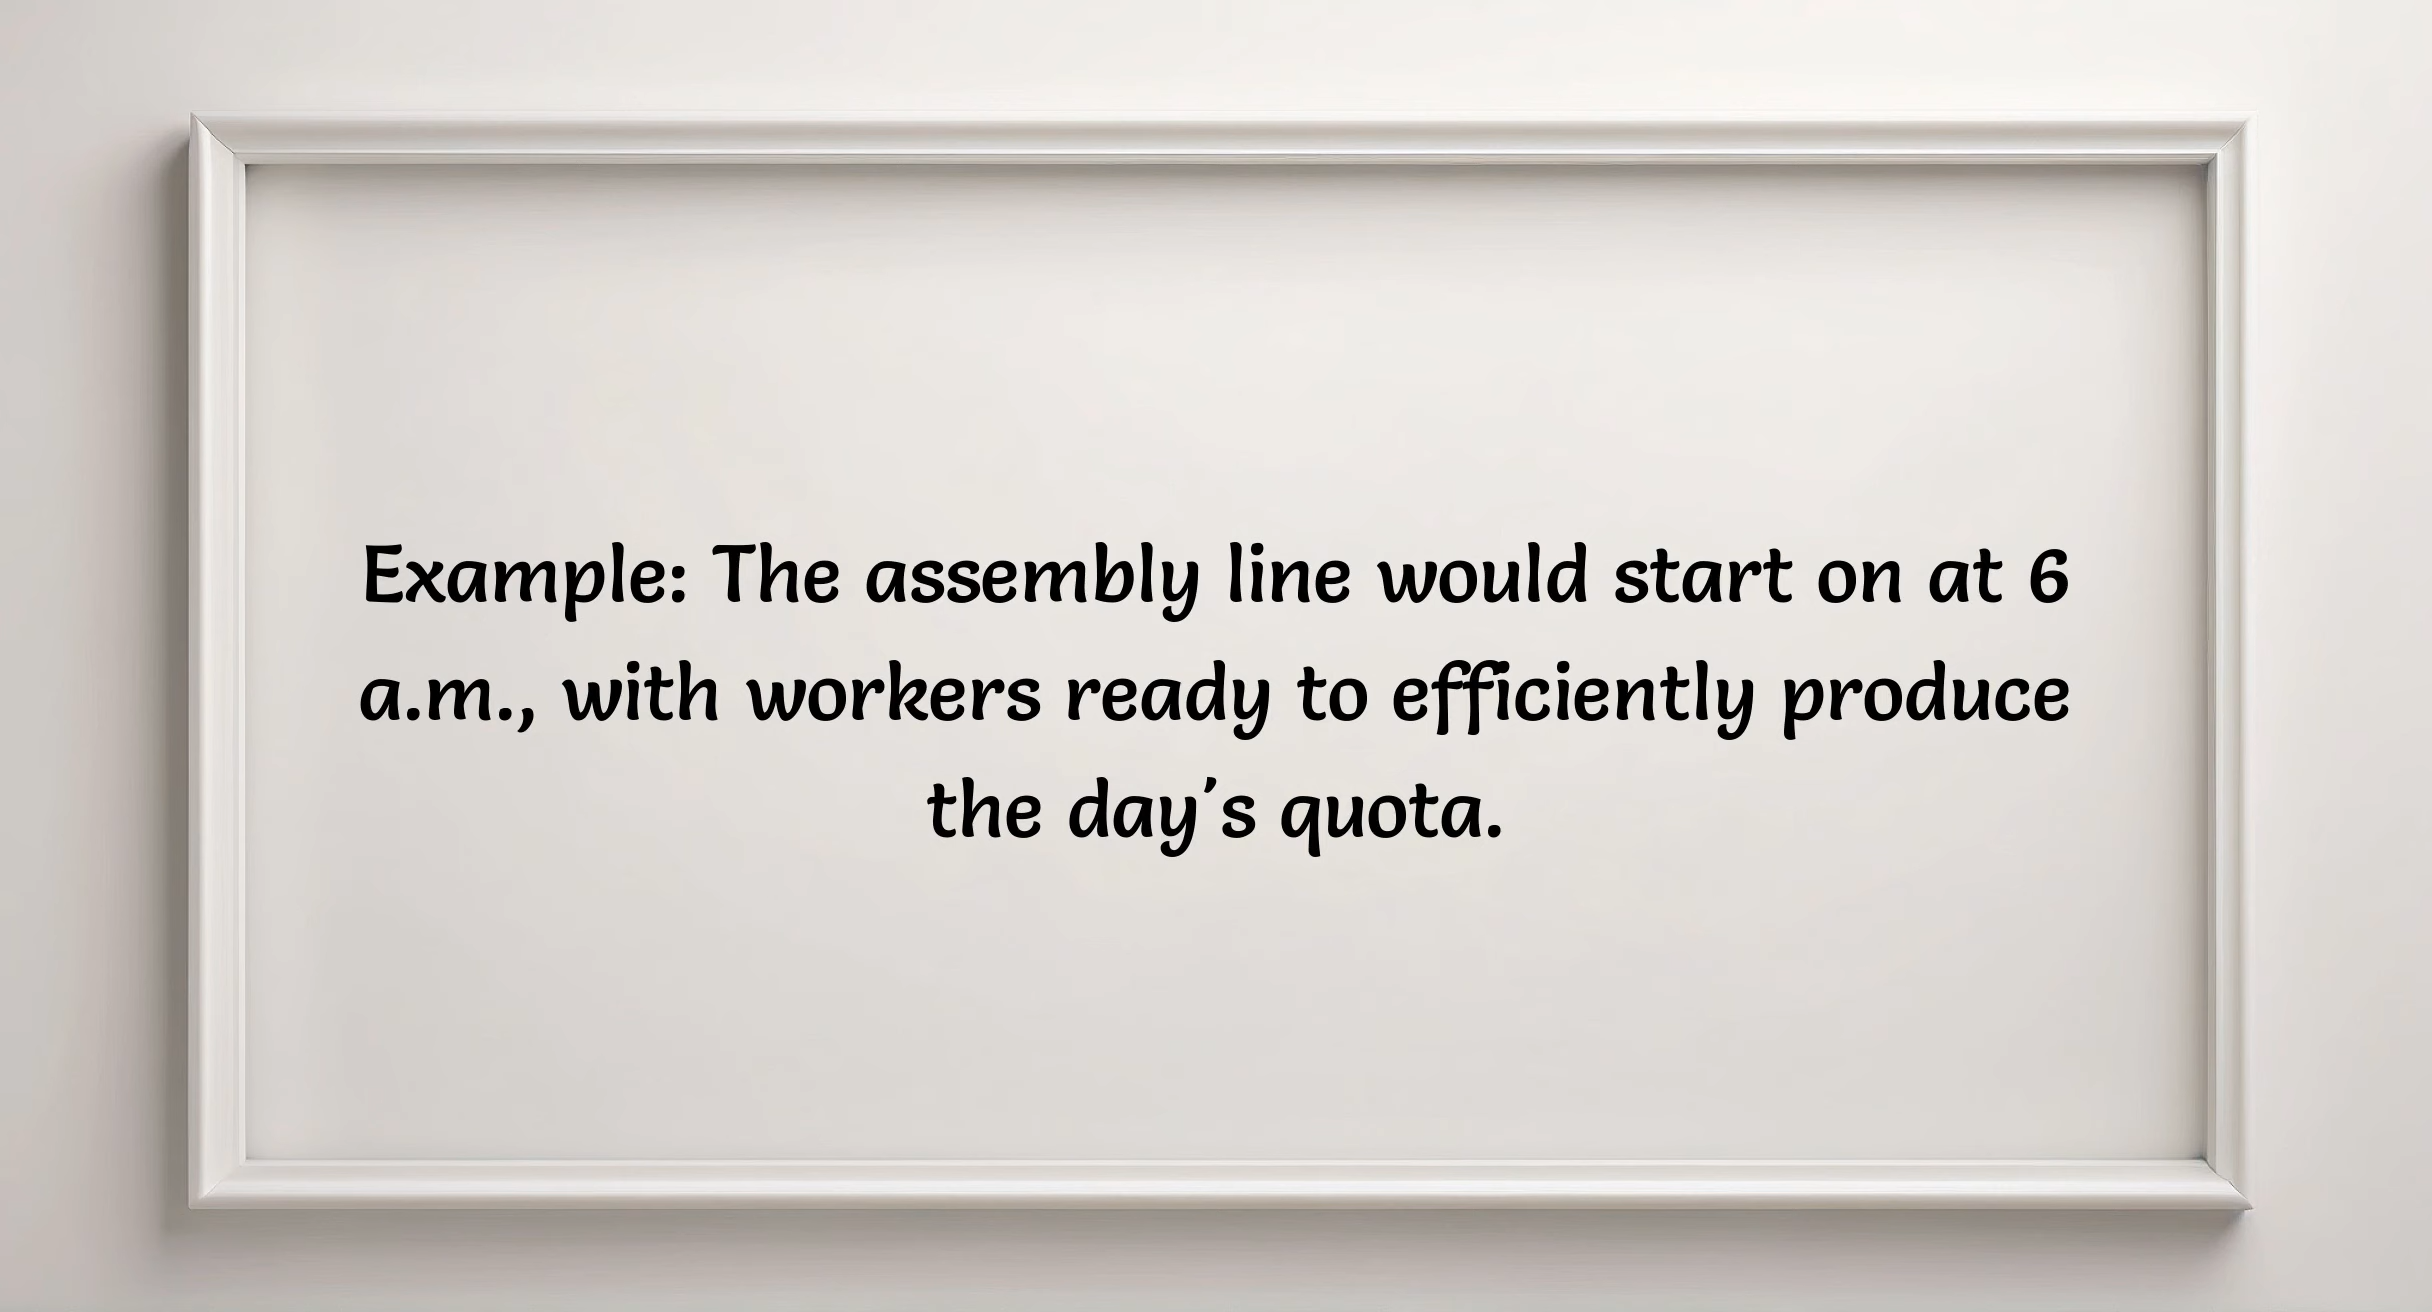 Example: The assembly line would start on at 6
a.m., with workers ready to efficiently produce
the day's quota.